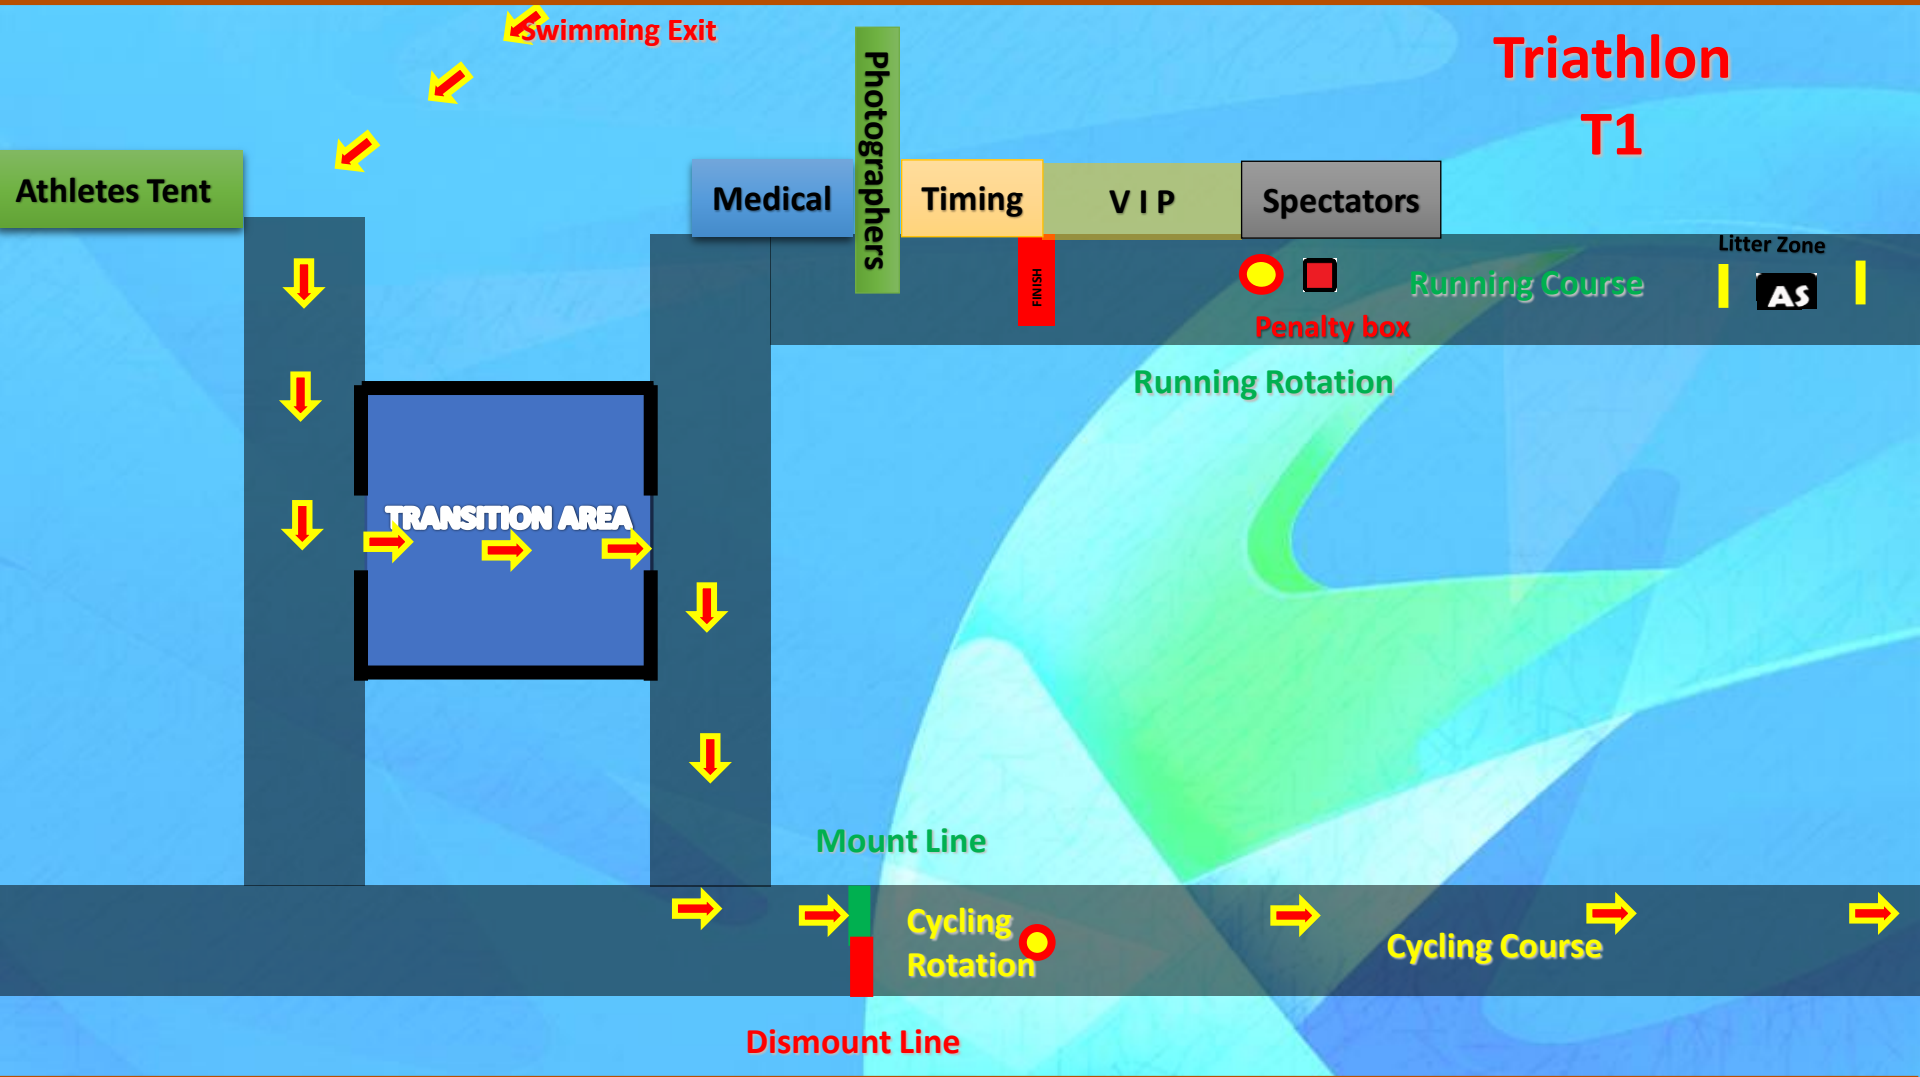 Swimming Exit
Triathlon
T1
Photographers
Athletes Tent
Medical
Timing
V I P
Spectators
Litter Zone
FINISH
Running Course
AS
Penalty box
Running Rotation
TRANSITION AREA
Mount Line
Cycling
Rotation
Cycling Course
Dismount Line